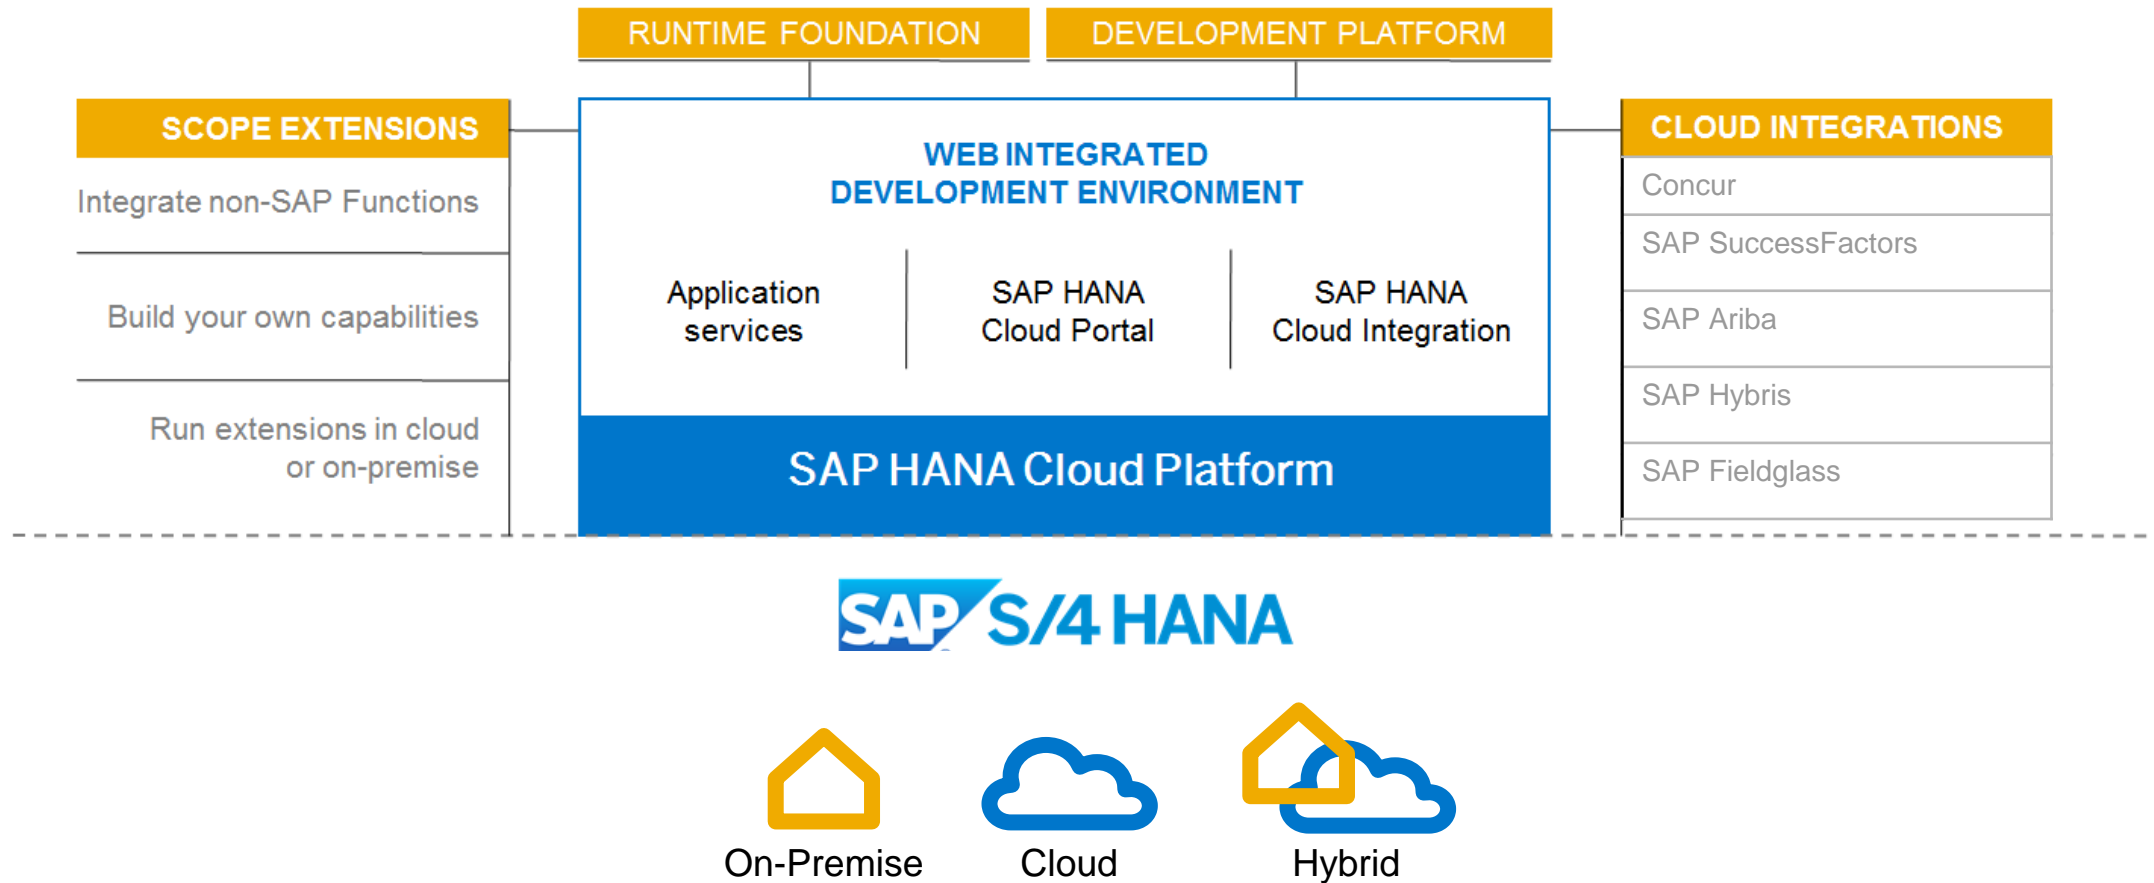 RUNTIME FOUNDATION
DEVELOPMENT PLATFORM
SCOPE EXTENSIONS
Integrate non-SAP Functions
Build your own capabilities
Run extensions in cloud
or on-premise
WEB INTEGRATED
DEVELOPMENT ENVIRONMENT
Application
services
SAP HANA
Cloud Portal
SAP HANA
Cloud Integration
SAP HANA Cloud Platform
CLOUD INTEGRATIONS
Concur
SAP SuccessFactors
SAP Ariba
SAP Hybris
SAP Fieldglass
SAP S/4 HANA
On-Premise
Cloud
Hybrid